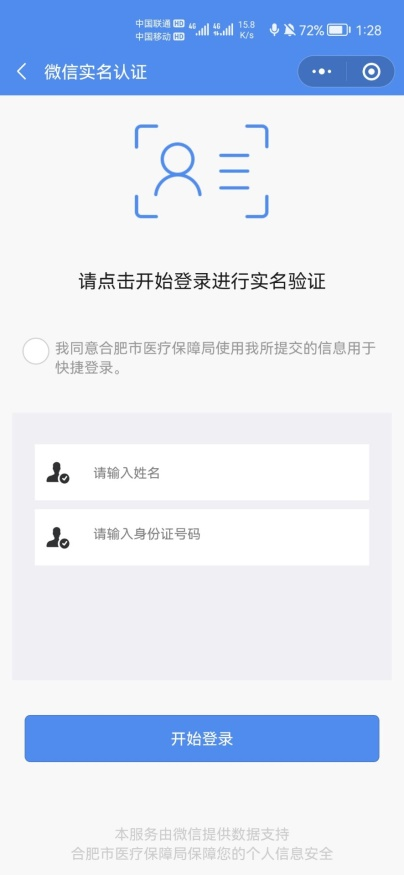 中国联通 HD 4G 4G 15.8 72% 1:28
中国移动 HD K/s
微信实名认证
请点击开始登录进行实名验证
我同意合肥市医疗保障局使用我所提交的信息用于
快捷登录。
请输入姓名
请输入身份证号码
开始登录
本服务由微信提供数据支持
合肥市医疗保障局保障您的个人信息安全